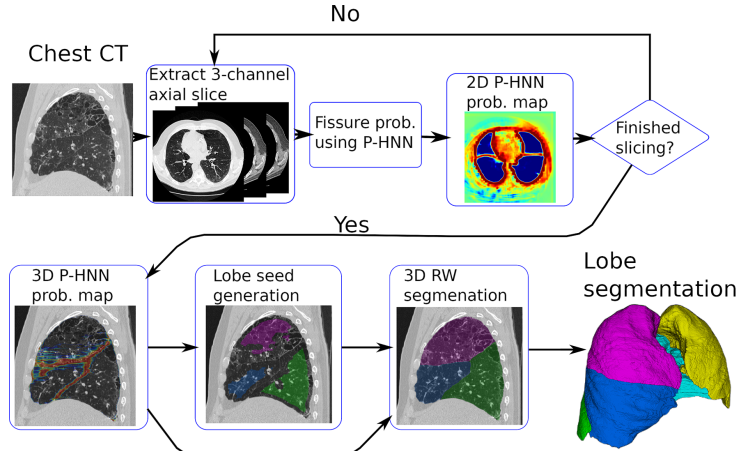 No
Chest CT
Extract 3-channel
axial slice
Fissure prob.
using P-HNN
2D P-HNN
prob. map
Finished
slicing?
Yes
3D P-HNN
prob. map
Lobe seed
generation
3D RW
segmenation
Lobe
segmentation